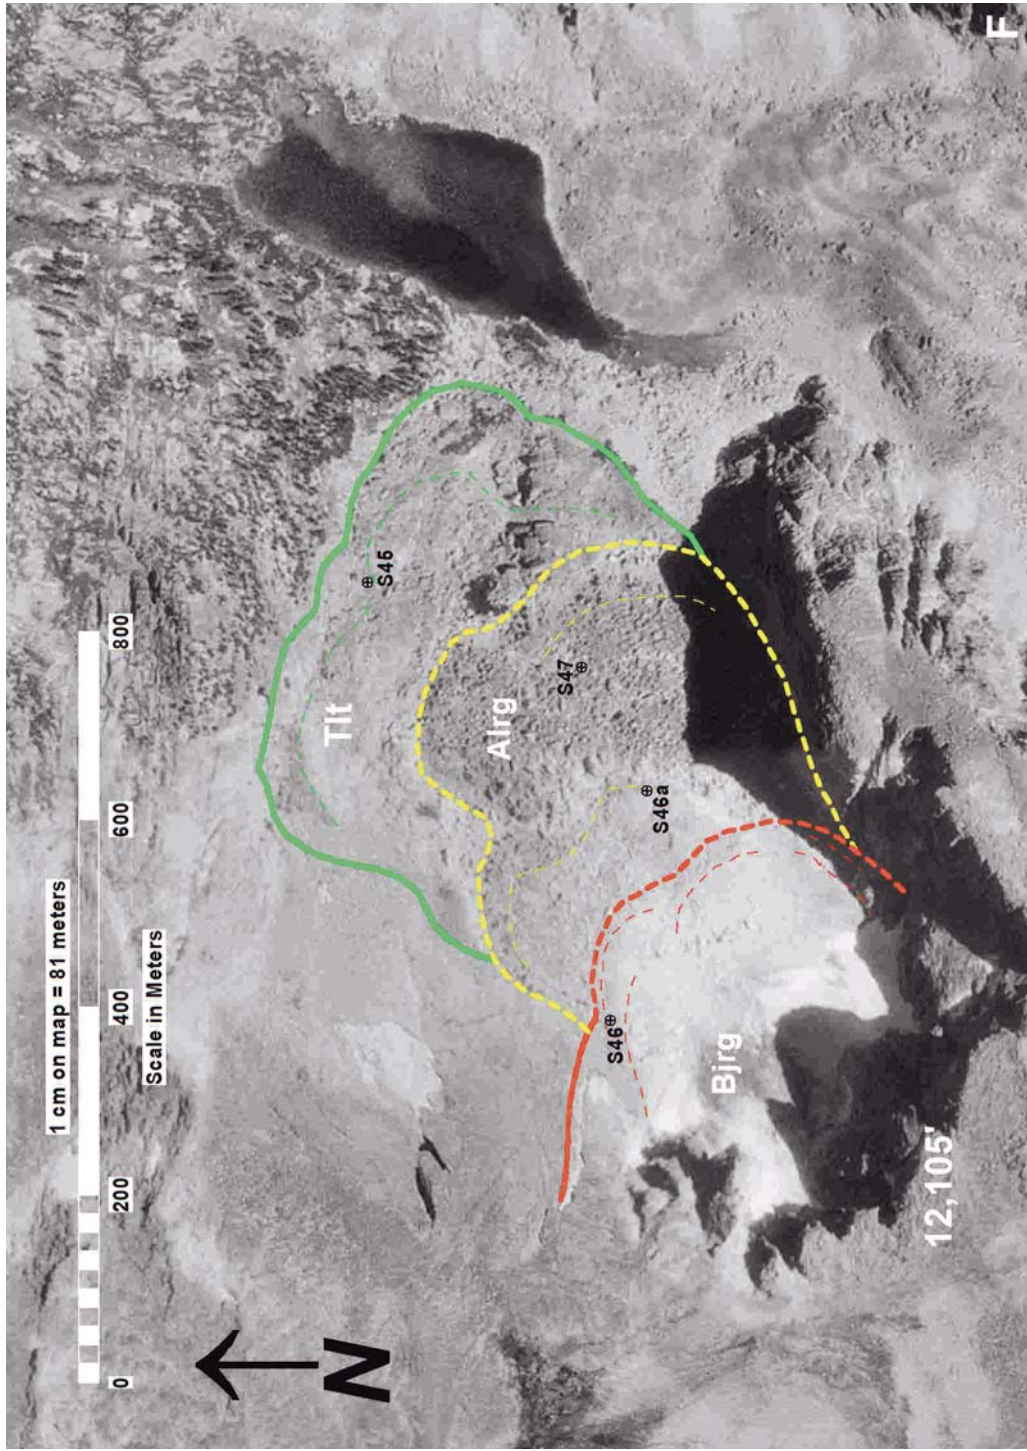 1 cm on map = 81 meters
0 200 400 600 800
Scale in Meters
N
F
Tlt
S45
Alrg
S47
S46a
S46
Bjrg
12,105'